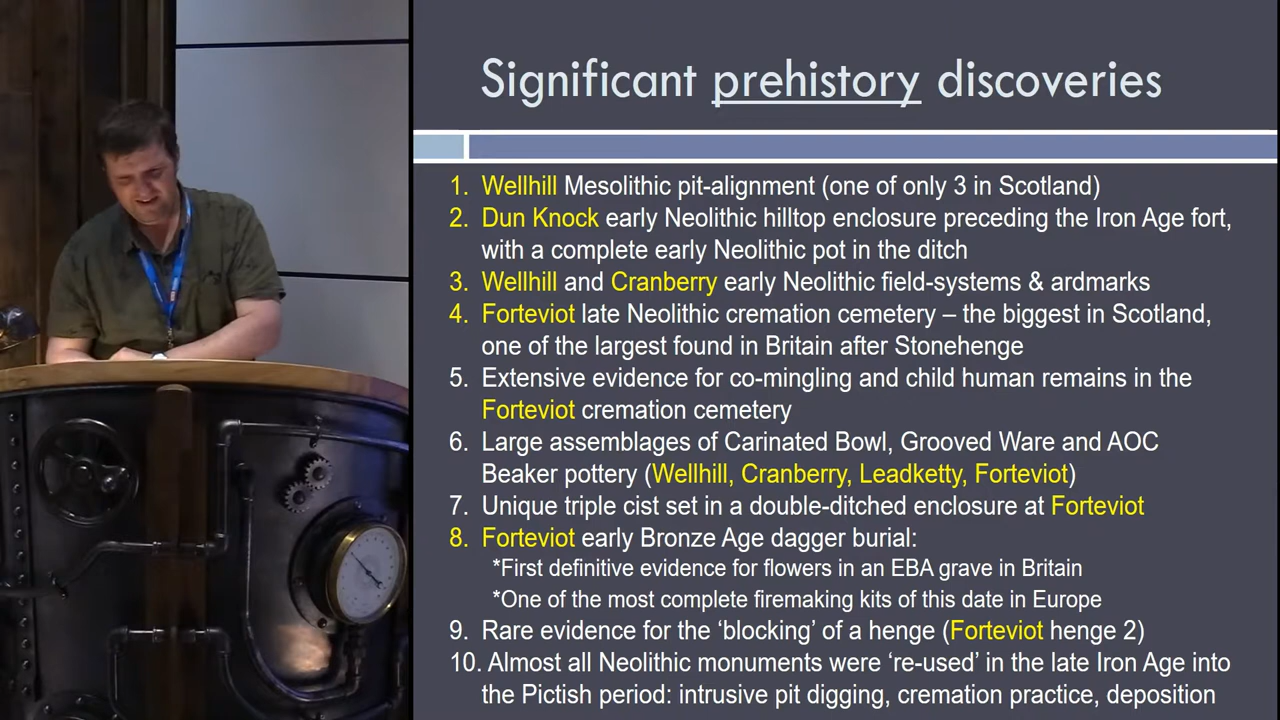 Significant prehistory discoveries
1. Wellhill Mesolithic pit-alignment (one of only 3 in Scotland)
2. Dun Knock early Neolithic hilltop enclosure preceding the Iron Age fort,
with a complete early Neolithic pot in the ditch
3. Wellhill and Cranberry early Neolithic field-systems & ardmarks
4. Forteviot late Neolithic cremation cemetery – the biggest in Scotland,
one of the largest found in Britain after Stonehenge
5. Extensive evidence for co-mingling and child human remains in the
Forteviot cremation cemetery
6. Large assemblages of Carinated Bowl, Grooved Ware and AOC
Beaker pottery (Wellhill, Cranberry, Leadketty, Forteviot)
7. Unique triple cist set in a double-ditched enclosure at Forteviot
8. Forteviot early Bronze Age dagger burial:
*First definitive evidence for flowers in an EBA grave in Britain
*One of the most complete firemaking kits of this date in Europe
9. Rare evidence for the ‘blocking’ of a henge (Forteviot henge 2)
10. Almost all Neolithic monuments were ‘re-used’ in the late Iron Age into
the Pictish period: intrusive pit digging, cremation practice, deposition